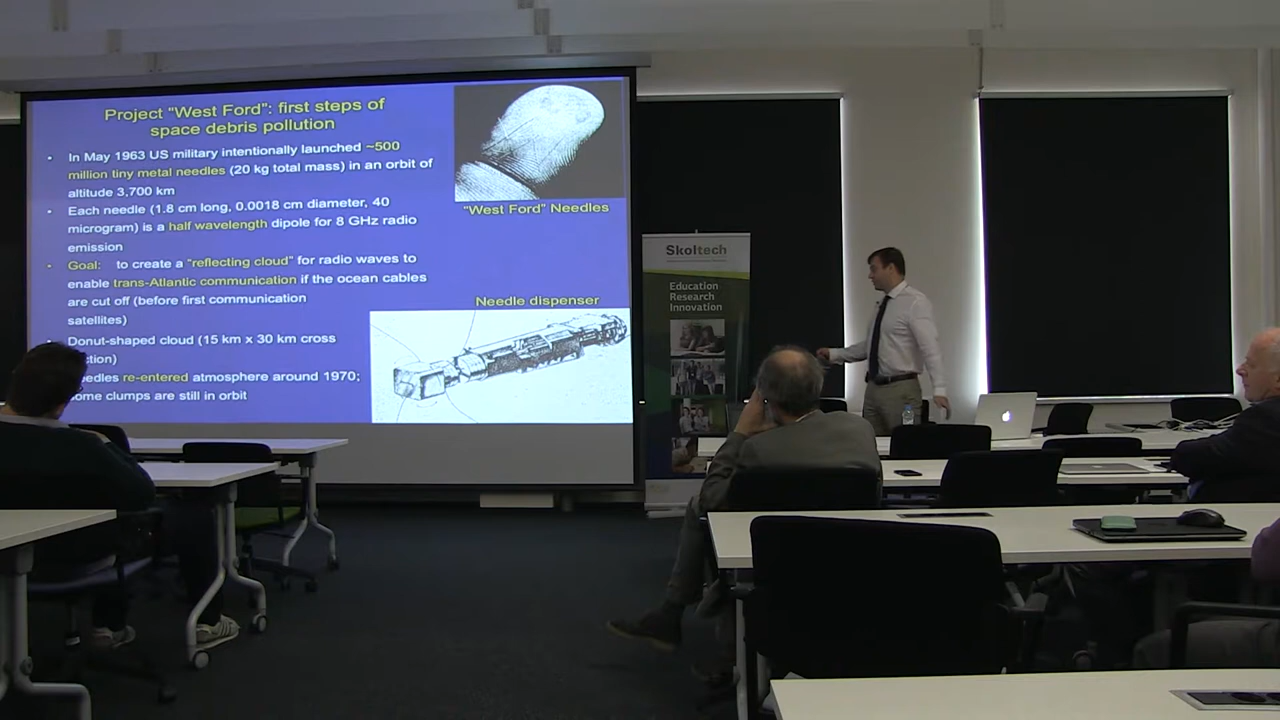 Project "West Ford": first steps of
space debris pollution
• In May 1963 US military intentionally launched ~500
million tiny metal needles (20 kg total mass) in an orbit of
altitude 3,700 km
• Each needle (1.8 cm long, 0.0018 cm diameter, 40
microgram) is a half wavelength dipole for 8 GHz radio
emission
• Goal: to create a "reflecting cloud" for radio waves to
enable trans-Atlantic communication if the ocean cables
are cut off (before first communication
satellites)
Donut-shaped cloud (15 km x 30 km cross
re-entered atmosphere around 1970;
clumps are still in orbit
"West Ford" Needles
Needle dispenser
Skoltech
Education
Research
Innovation